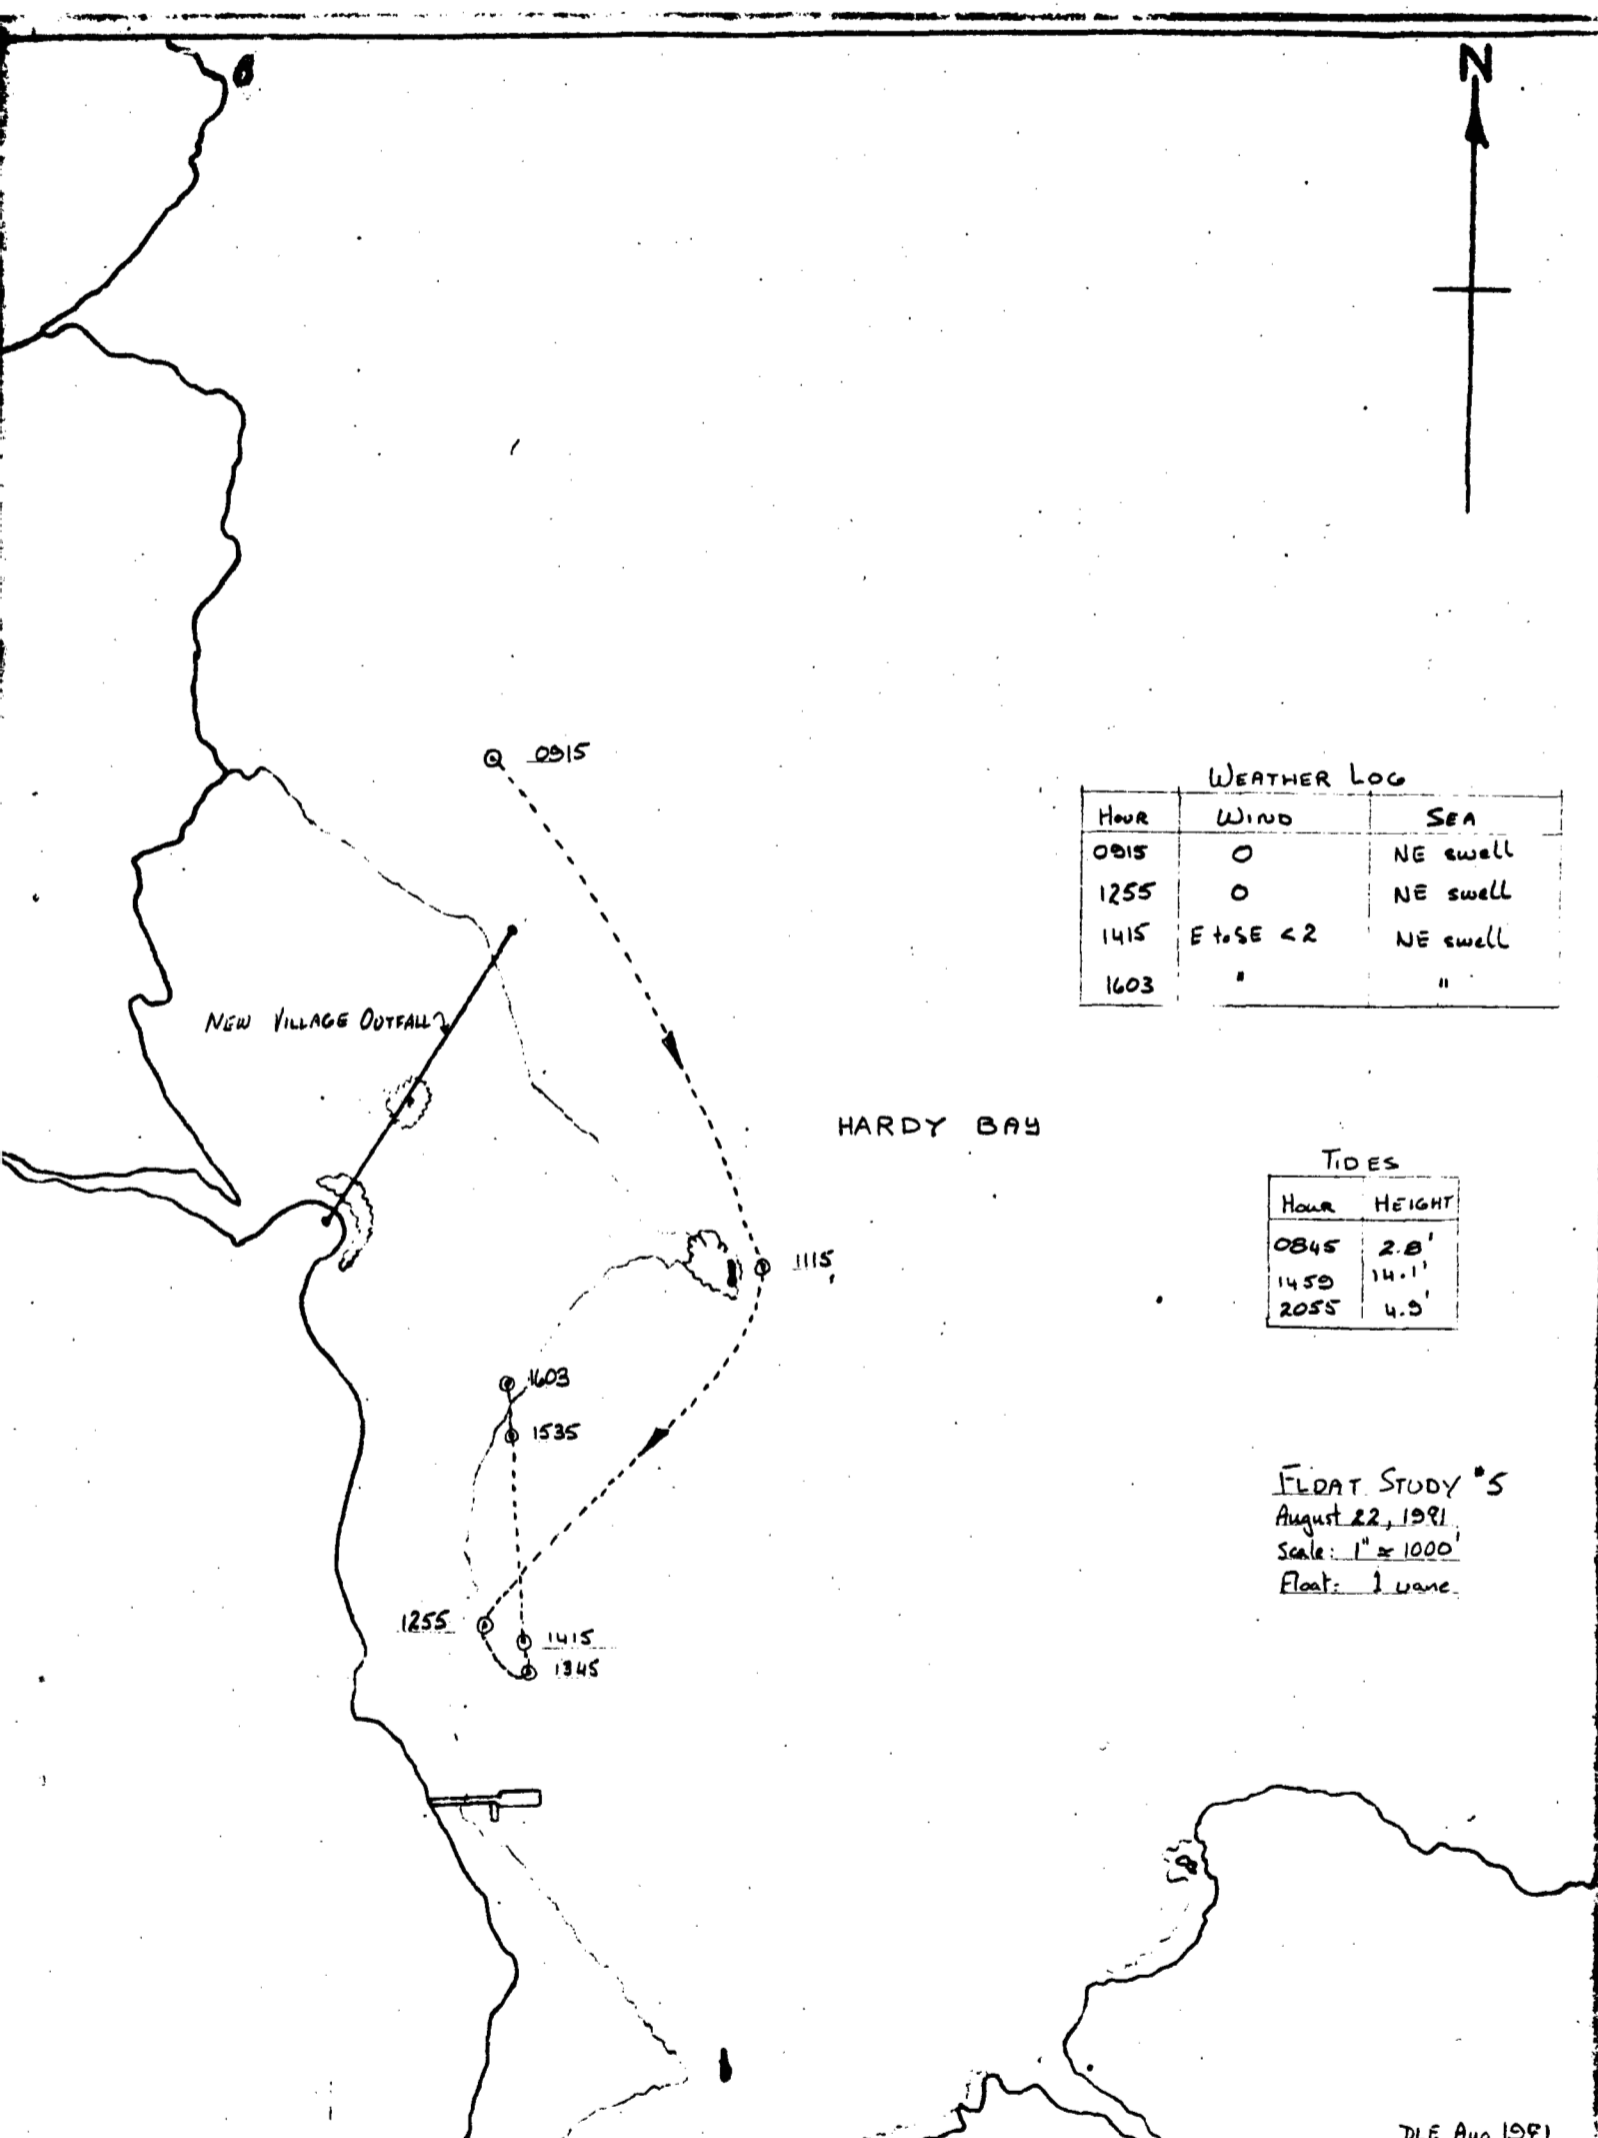 N
0915
WEATHER LOG
HOUR WIND SEA
0915 0 NE swell
1255 0 NE swell
1415 E to SE < 2 NE swell
1603 " "
NEW VILLAGE OUTFALL
HARDY BAY
TIDES
HOUR HEIGHT
0845 2.8'
1459 14.1'
2055 4.9'
1115
1603
1535
FLOAT STUDY #5
August 22, 1981
Scale: 1" ≈ 1000'
Float: 1 vane
1255
1415
1345
DLE Aug 1981